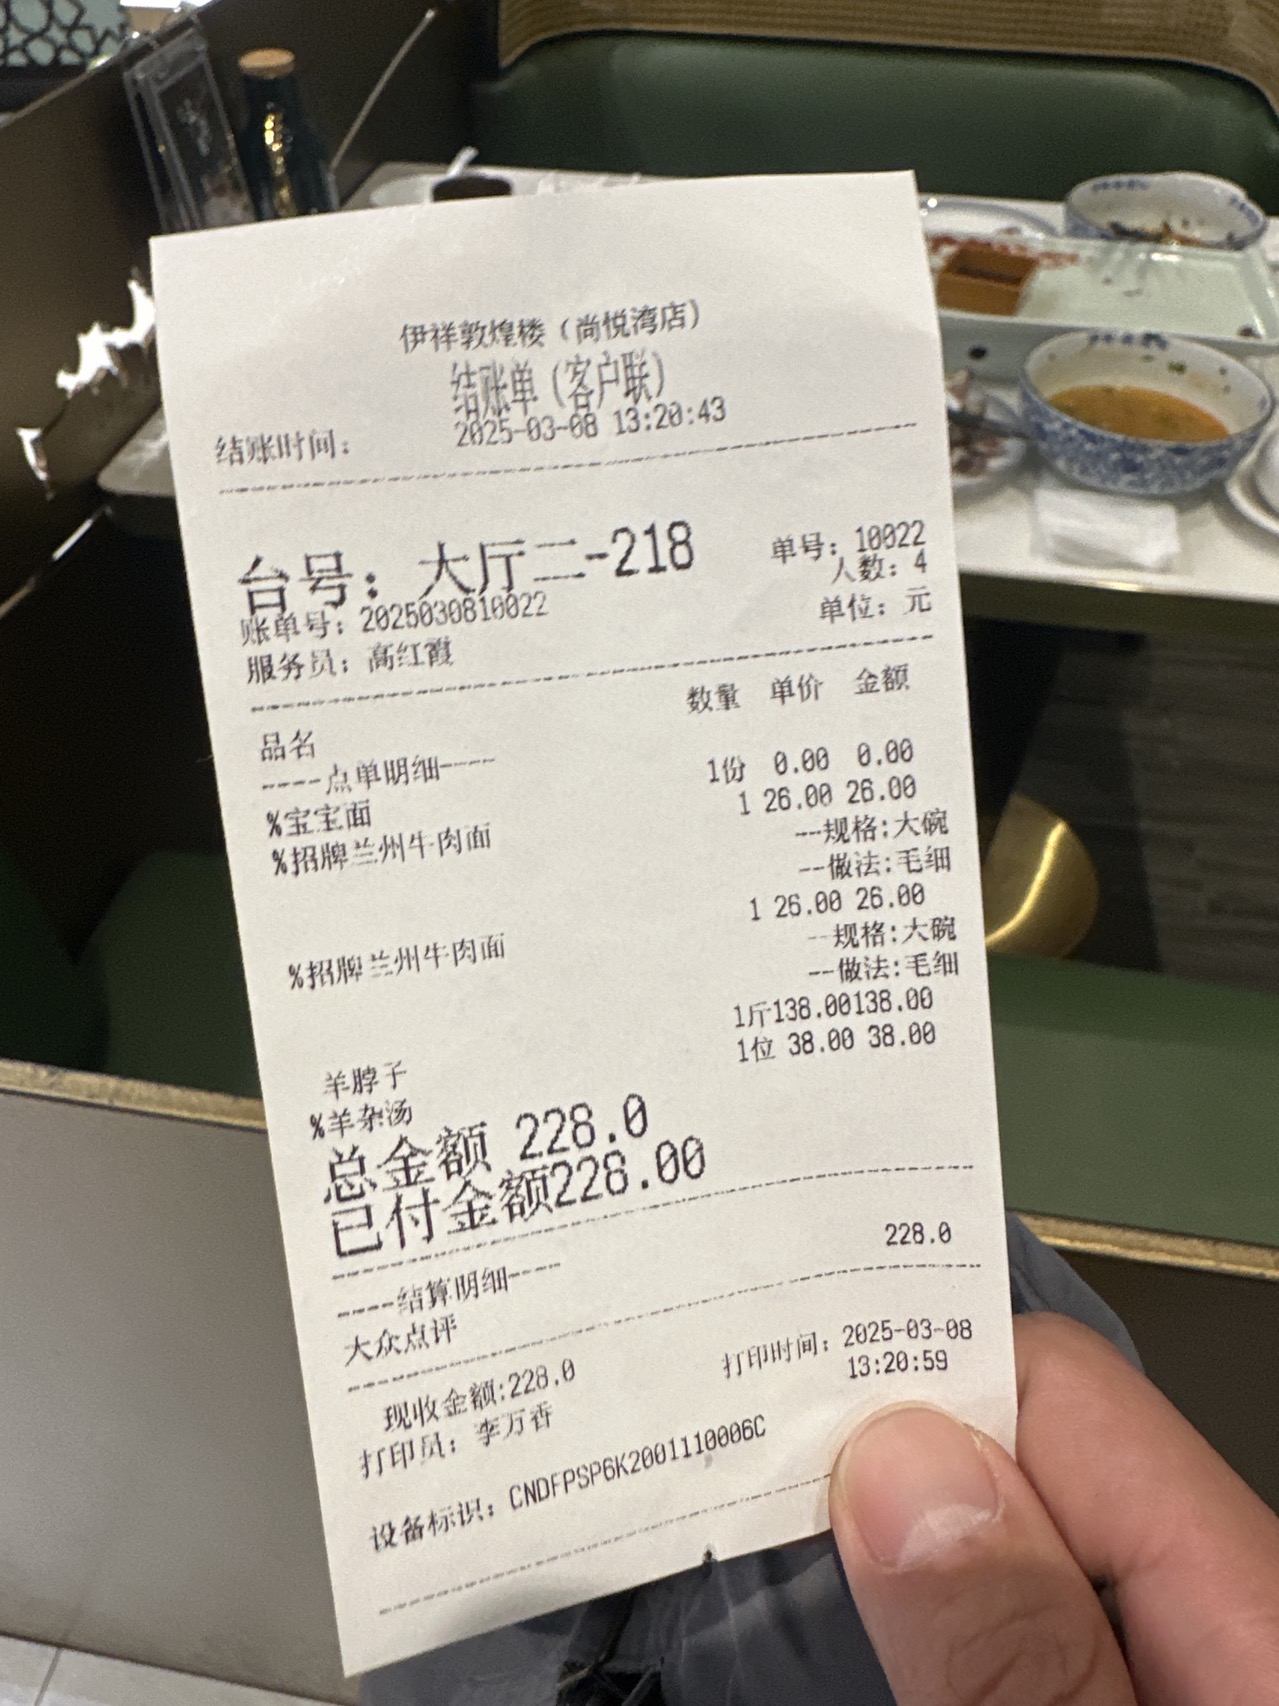 伊祥敦煌楼（尚悦湾店）
结账单（客户联）
结账时间： 2025-03-08 13:20:43
台号：大厅二-218 单号：10022
人数：4
账单号：2025030810022 单位：元
服务员：高红霞
品名 数量 单价 金额
----点单明细----
%宝宝面 1份 0.00 0.00
%招牌兰州牛肉面 1 26.00 26.00
--规格:大碗
--做法:毛细
%招牌兰州牛肉面 1 26.00 26.00
--规格:大碗
--做法:毛细
羊脖子 1斤138.00138.00
%羊杂汤 1位 38.00 38.00
总金额 228.0
已付金额228.00
----结算明细----
大众点评 228.0
现收金额:228.0 打印时间：2025-03-08
打印员：李万香 13:20:59
设备标识：CNDFPSP6K2001110006C